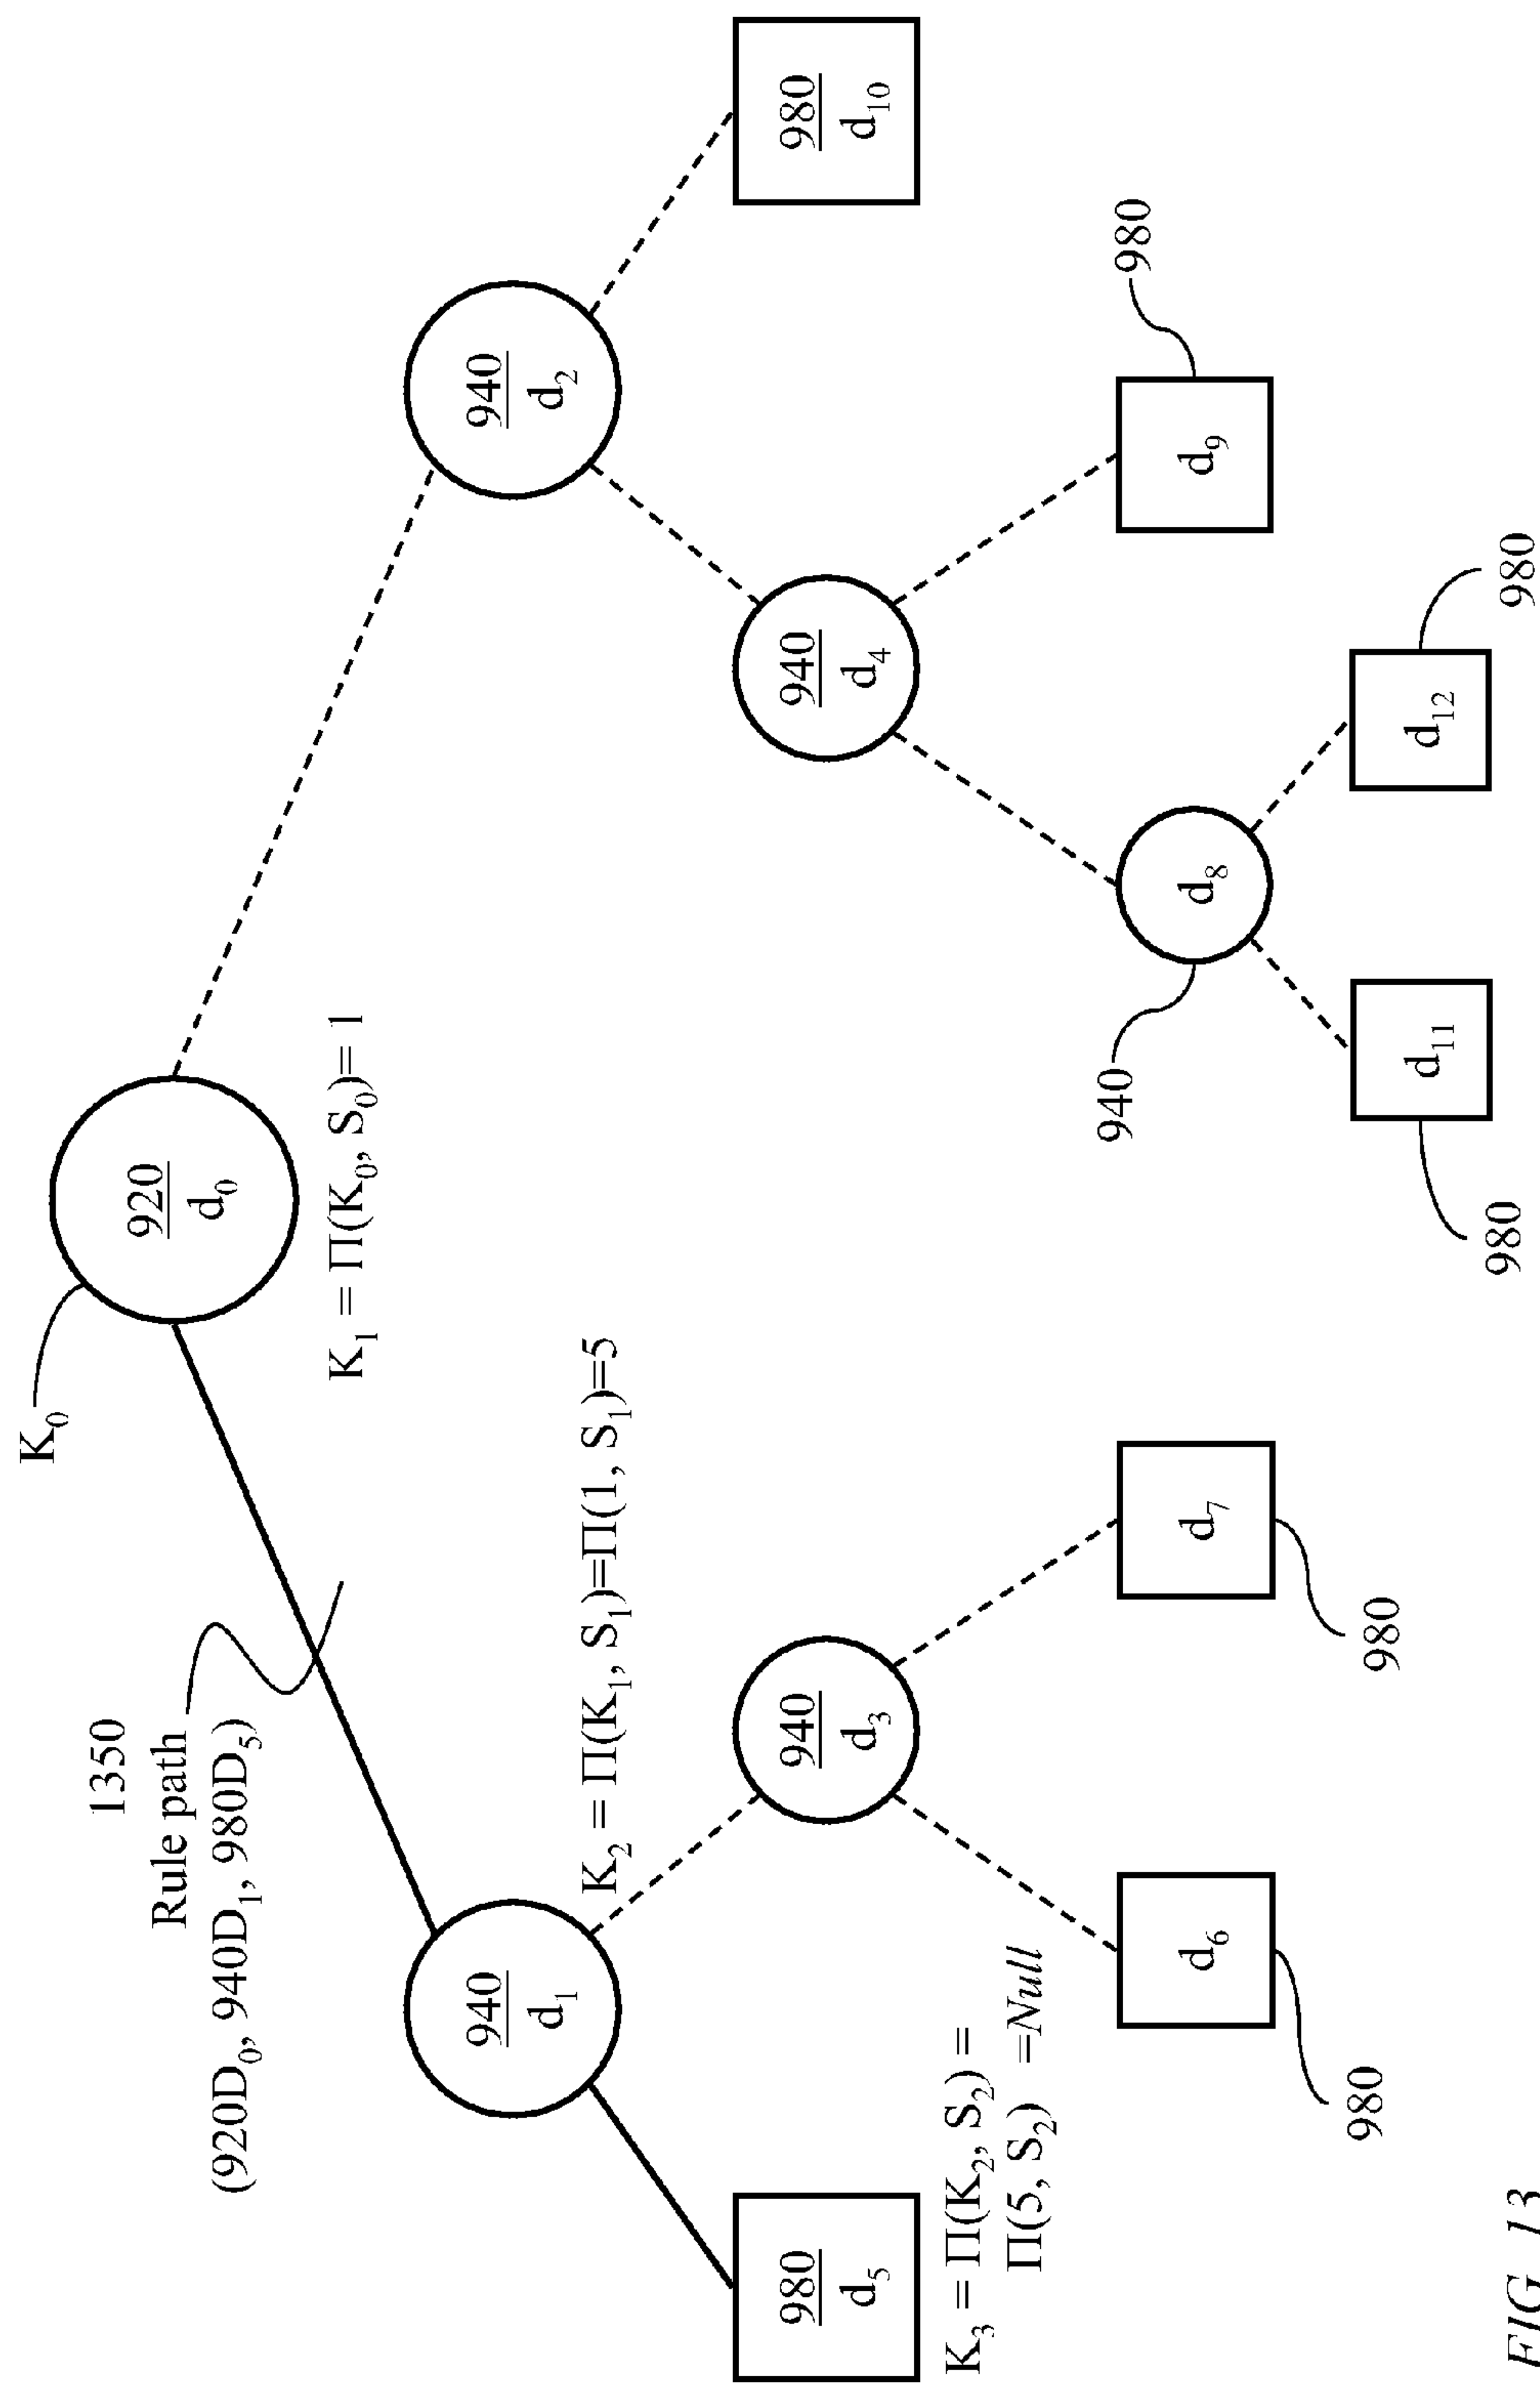 K₀
1350
Rule path
(920D₀, 940D₁, 980D₅)
920
d₀
K₁ = Π(K₀, S₀)= 1
940
d₁
940
d₂
K₂ = Π(K₁, S₁)=Π(1, S₁)=5
980
d₅
940
d₃
940
d₄
980
d₁₀
K₃ = Π(K₂, S₂) =
Π(5, S₂) =Null
d₆
980
d₇
980
940
d₈
d₉
980
d₁₁
980
d₁₂
980
FIG. 13